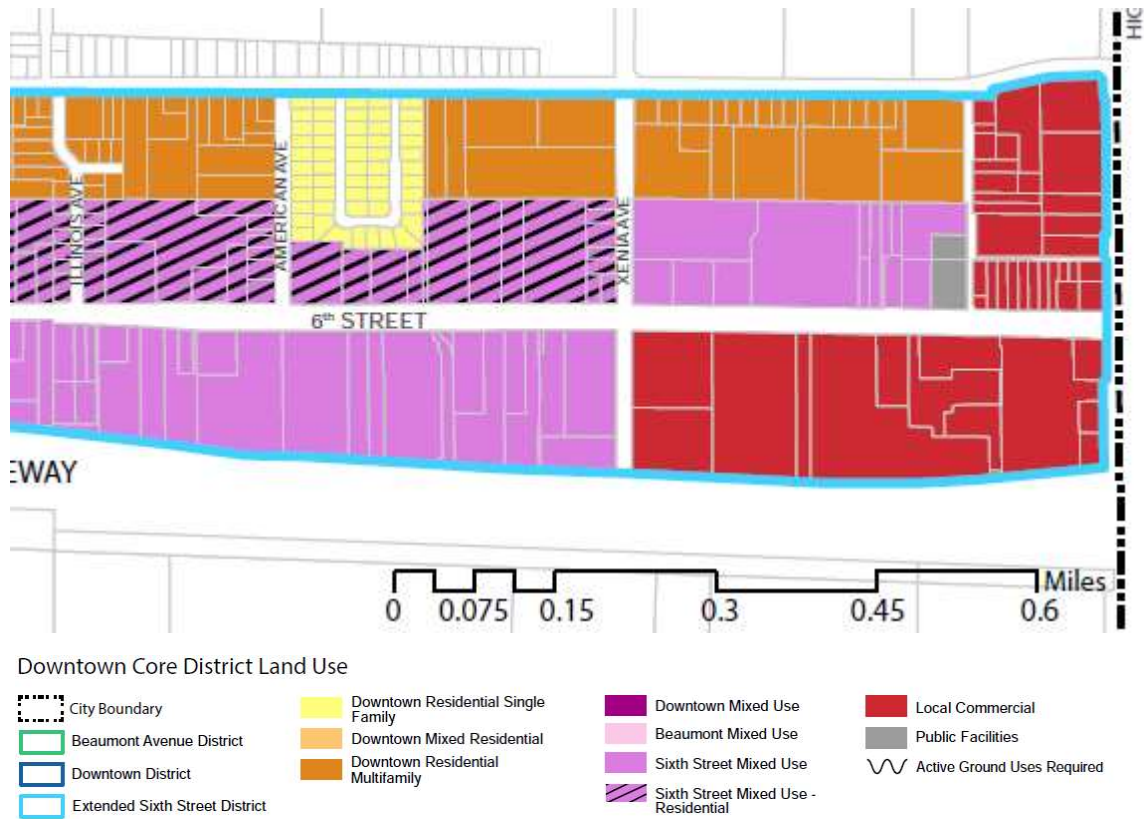 HIG
ILLINOIS AVE
AMERICAN AVE
XENIA AVE
6th STREET
EWAY
0 0.075 0.15 0.3 0.45 0.6 Miles
Downtown Core District Land Use
City Boundary
Beaumont Avenue District
Downtown District
Extended Sixth Street District
Downtown Residential Single
Family
Downtown Mixed Residential
Downtown Residential
Multifamily
Downtown Mixed Use
Beaumont Mixed Use
Sixth Street Mixed Use
Sixth Street Mixed Use -
Residential
Local Commercial
Public Facilities
Active Ground Uses Required